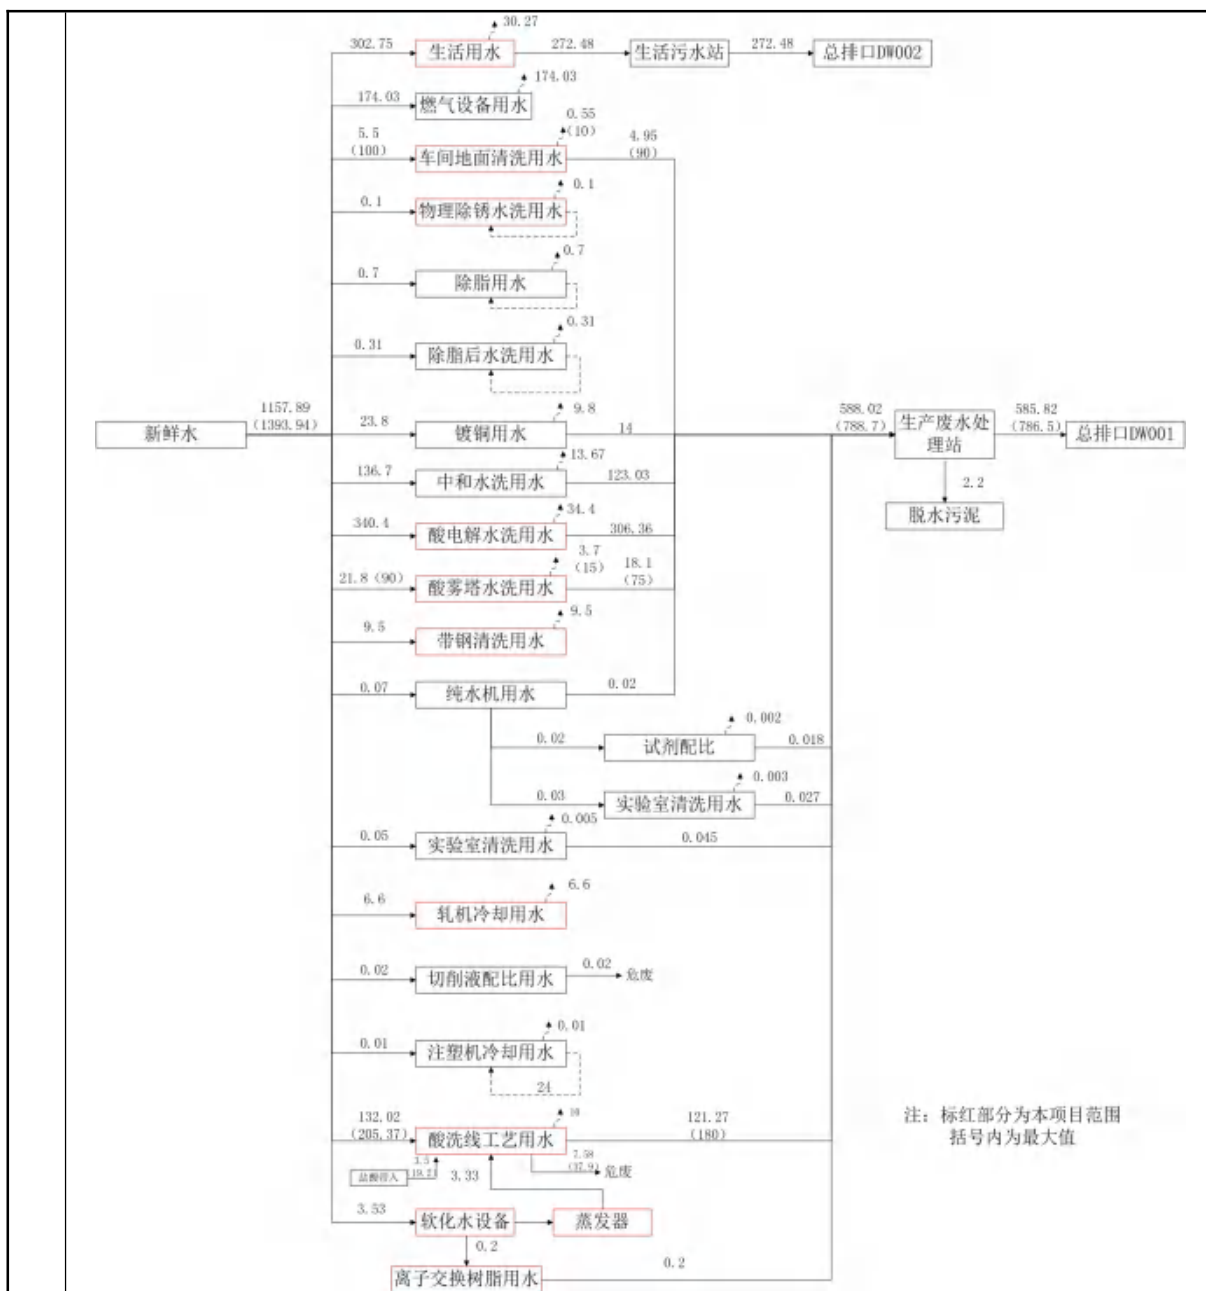 30.27
302.75
生活用水
272.48
生活污水站
272.48
总排口DW002
174.03
174.03
燃气设备用水
0.55
(10)
5.5
(100)
车间地面清洗用水
4.95
(90)
0.1
0.1
物理除锈水洗用水
0.7
0.7
除脂用水
0.31
0.31
除脂后水洗用水
新鲜水
1157.89
(1393.94)
9.8
23.8
镀铜用水
14
588.02
(788.7)
生产废水处
理站
585.82
(786.5)
总排口DW001
2.2
脱水污泥
13.67
136.7
中和水洗用水
123.03
34.4
340.4
酸电解水洗用水
306.36
3.7
(15)
21.8 (90)
酸雾塔水洗用水
18.1
(75)
9.5
9.5
带钢清洗用水
0.07
纯水机用水
0.02
0.002
0.02
试剂配比
0.018
0.003
0.03
实验室清洗用水
0.027
0.005
0.05
实验室清洗用水
0.045
6.6
6.6
轧机冷却用水
0.02
切削液配比用水
0.02
危废
0.01
0.01
注塑机冷却用水
24
10
132.02
(205.37)
酸洗线工艺用水
121.27
(180)
注：标红部分为本项目范围
括号内为最大值
盐酸带入
3.5
(19.2)
3.33
7.58
(37.9)
危废
3.53
软化水设备
蒸发器
0.2
离子交换树脂用水
0.2